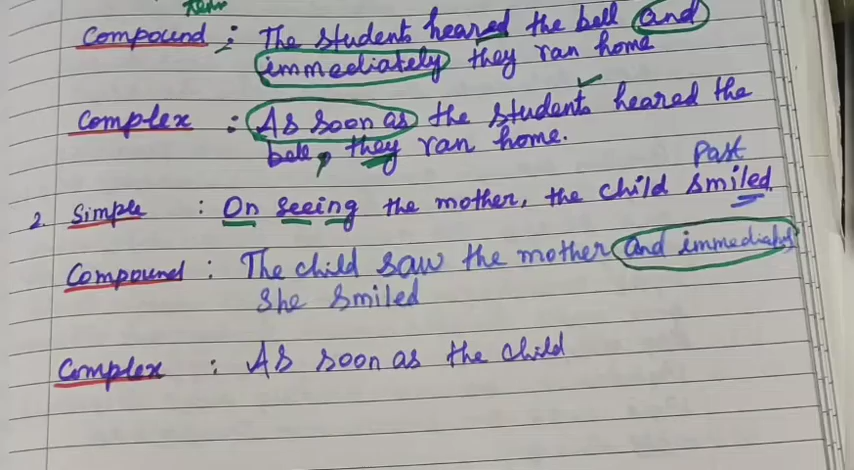 Compound : The students heared the bell and
immediately they ran home
Complex : As soon as the student heared the
bell, they ran home.
Past
2. Simple : On seeing the mother, the child smiled
Compound : The child saw the mother and immediately
she smiled
Complex : As soon as the child